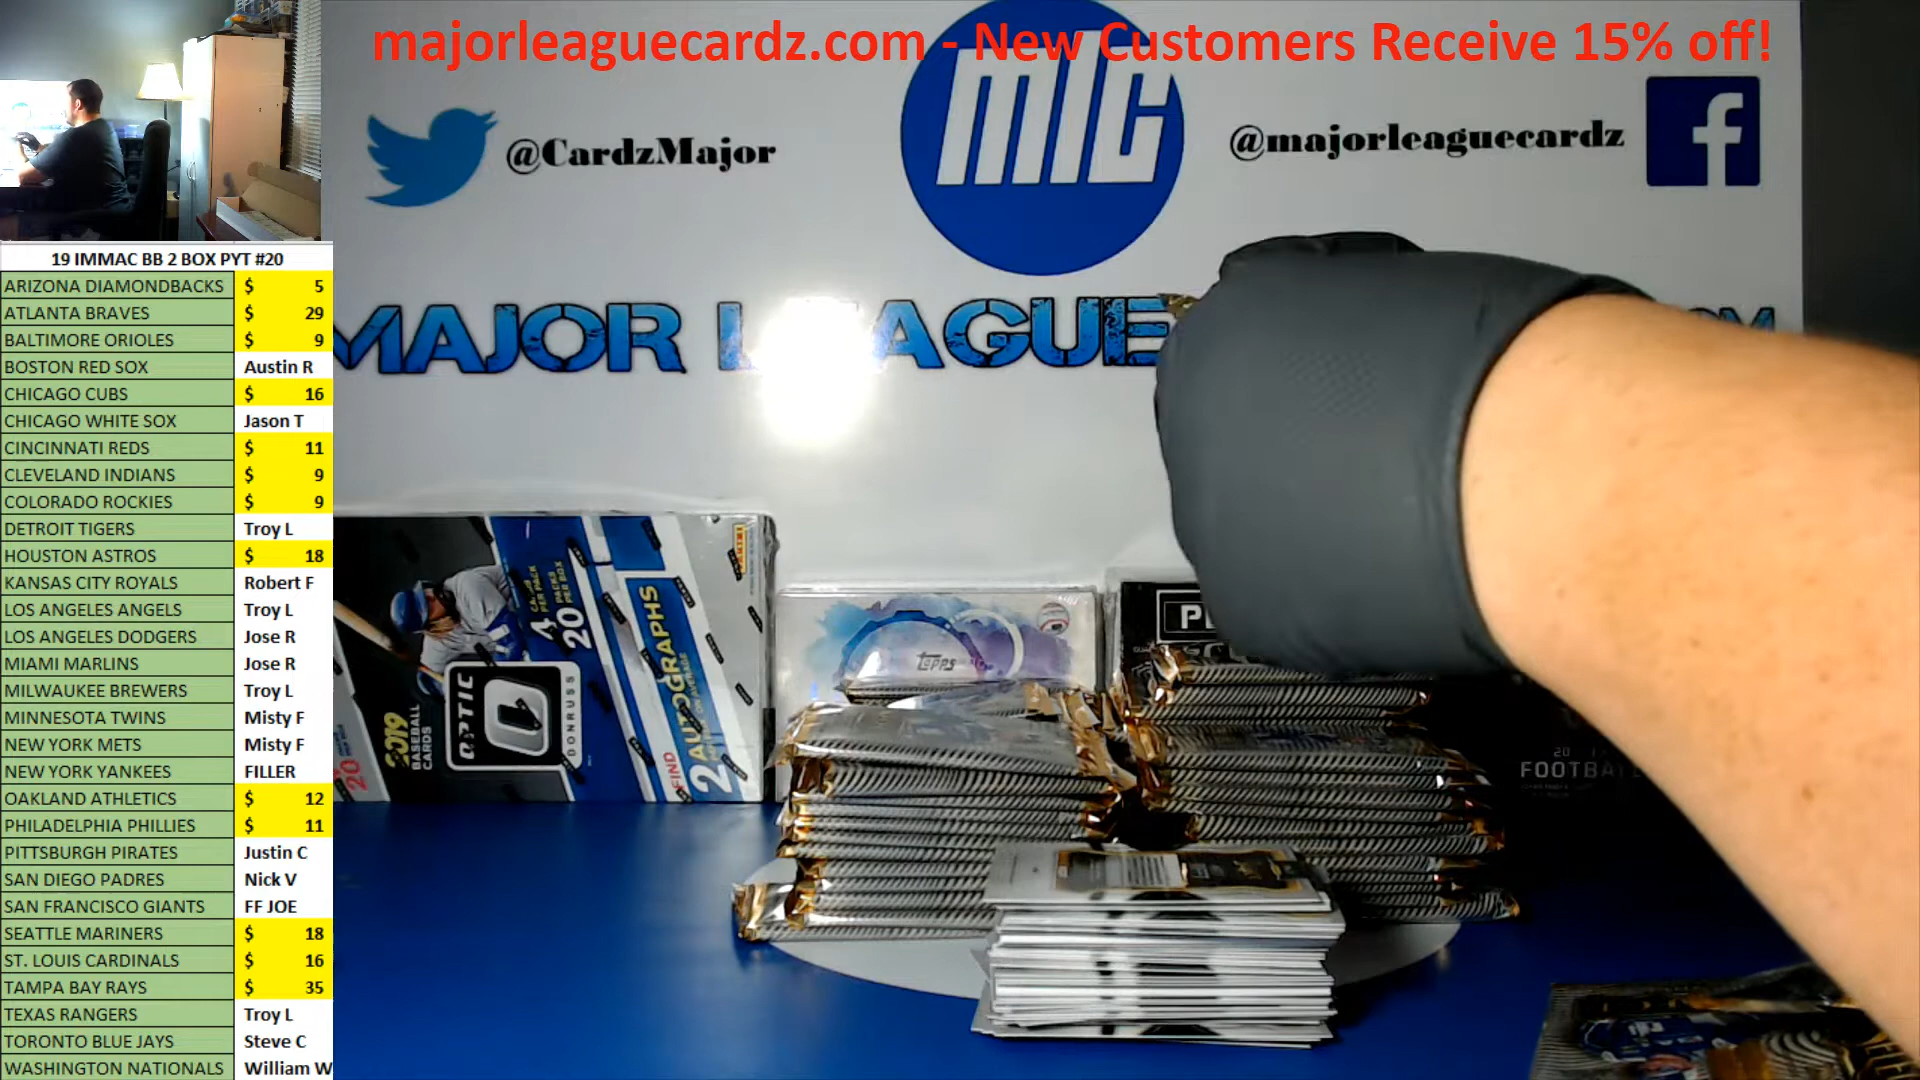 majorleaguecardz.com - New Customers Receive 15% off!
@CardzMajor
mlc
@majorleaguecardz
f
MAJOR LEAGUE
19 IMMAC BB 2 BOX PYT #20
ARIZONA DIAMONDBACKS $ 5
ATLANTA BRAVES $ 29
BALTIMORE ORIOLES $ 9
BOSTON RED SOX Austin R
CHICAGO CUBS $ 16
CHICAGO WHITE SOX Jason T
CINCINNATI REDS $ 11
CLEVELAND INDIANS $ 9
COLORADO ROCKIES $ 9
DETROIT TIGERS Troy L
HOUSTON ASTROS $ 18
KANSAS CITY ROYALS Robert F
LOS ANGELES ANGELS Troy L
LOS ANGELES DODGERS Jose R
MIAMI MARLINS Jose R
MILWAUKEE BREWERS Troy L
MINNESOTA TWINS Misty F
NEW YORK METS Misty F
NEW YORK YANKEES FILLER
OAKLAND ATHLETICS $ 12
PHILADELPHIA PHILLIES $ 11
PITTSBURGH PIRATES Justin C
SAN DIEGO PADRES Nick V
SAN FRANCISCO GIANTS FF JOE
SEATTLE MARINERS $ 18
ST. LOUIS CARDINALS $ 16
TAMPA BAY RAYS $ 35
TEXAS RANGERS Troy L
TORONTO BLUE JAYS Steve C
WASHINGTON NATIONALS William W
PANINI
4 CARDS PER PACK
20 PACKS PER BOX
FIND
2 AUTOGRAPHS
ON AVERAGE
OPTIC
DONRUSS
2019
BASEBALL
CARDS
20
Topps